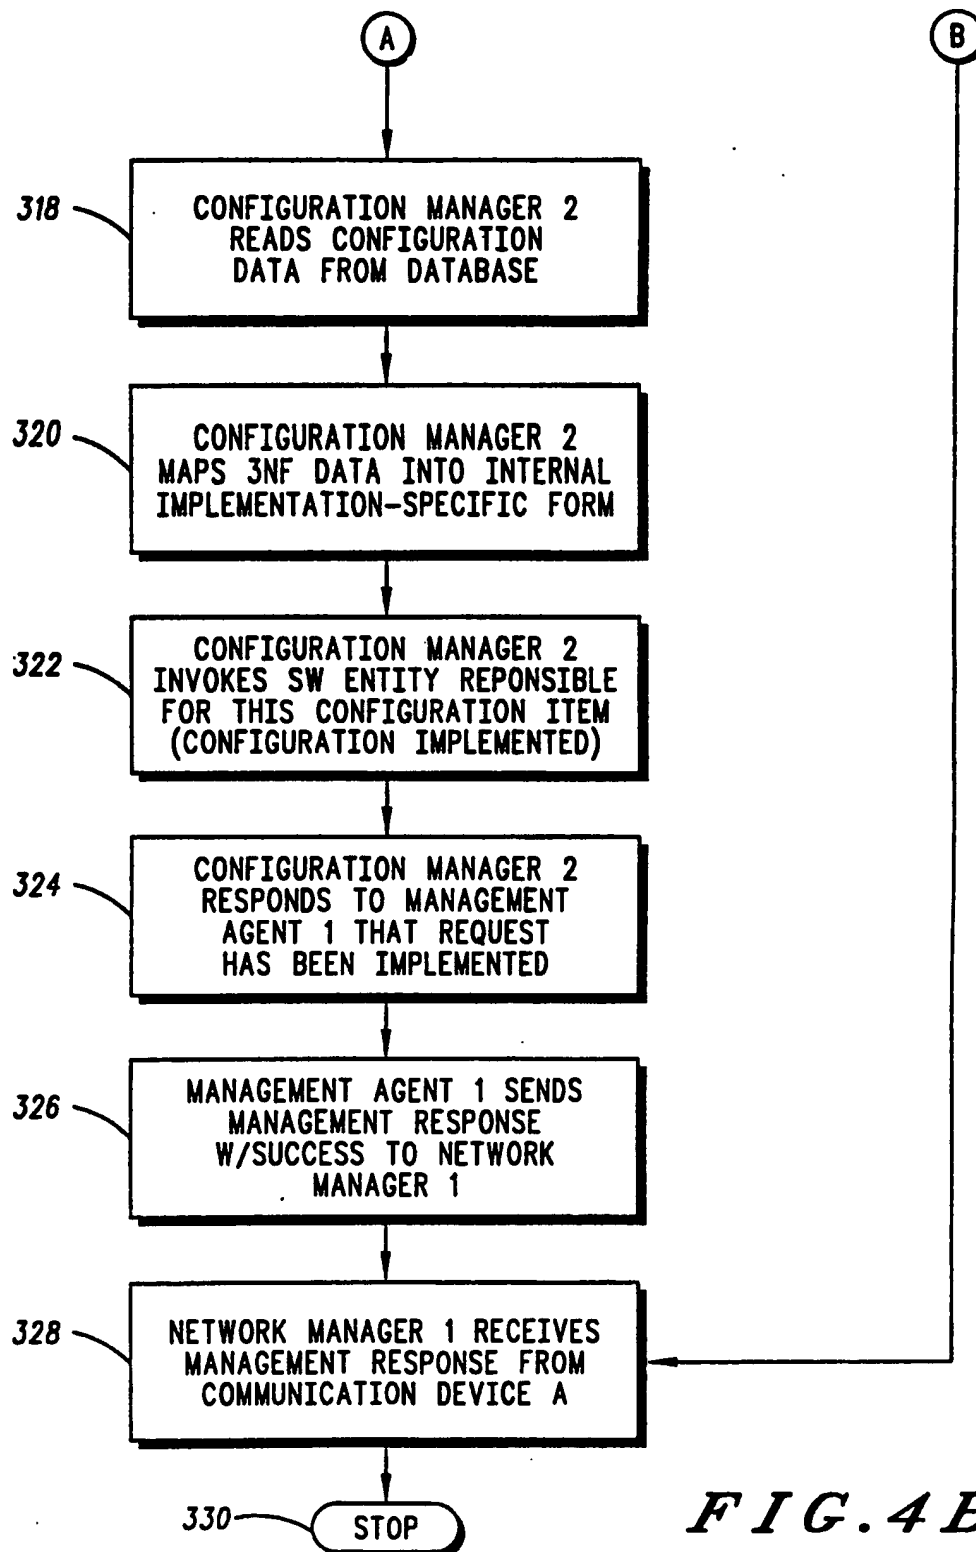 A
B
318
CONFIGURATION MANAGER 2
READS CONFIGURATION
DATA FROM DATABASE
320
CONFIGURATION MANAGER 2
MAPS 3NF DATA INTO INTERNAL
IMPLEMENTATION-SPECIFIC FORM
322
CONFIGURATION MANAGER 2
INVOKES SW ENTITY REPONSIBLE
FOR THIS CONFIGURATION ITEM
(CONFIGURATION IMPLEMENTED)
324
CONFIGURATION MANAGER 2
RESPONDS TO MANAGEMENT
AGENT 1 THAT REQUEST
HAS BEEN IMPLEMENTED
326
MANAGEMENT AGENT 1 SENDS
MANAGEMENT RESPONSE
W/SUCCESS TO NETWORK
MANAGER 1
328
NETWORK MANAGER 1 RECEIVES
MANAGEMENT RESPONSE FROM
COMMUNICATION DEVICE A
330
STOP
FIG.4B